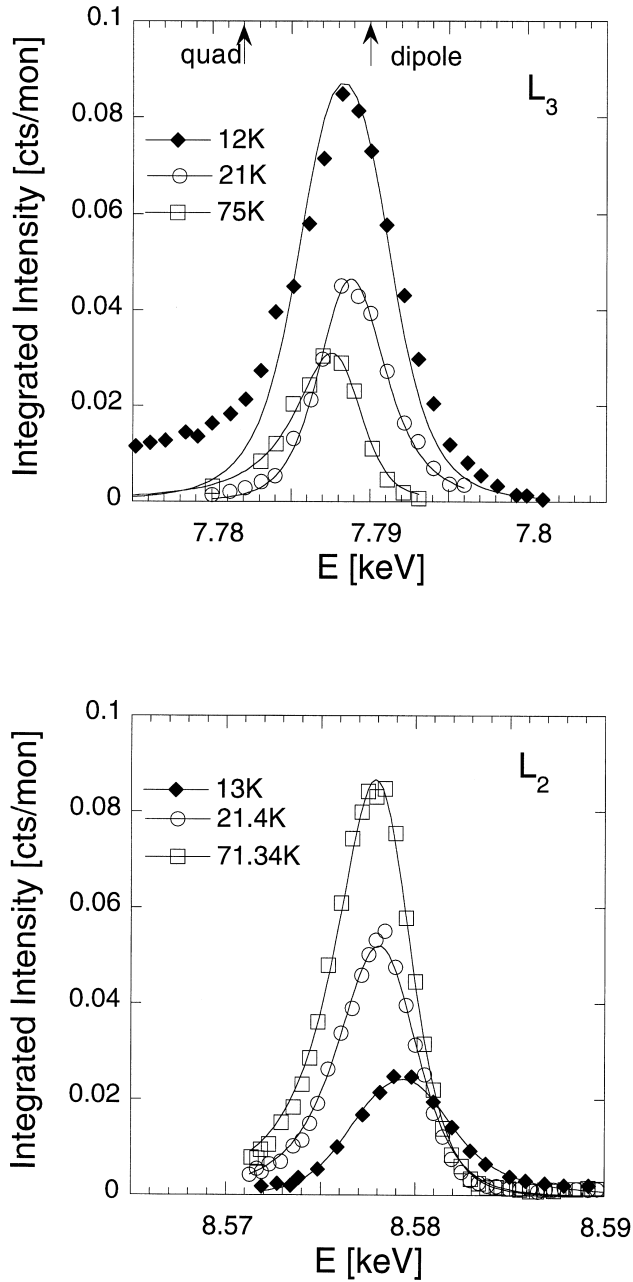 0.1
quad
dipole
L3
0.08
12K
21K
75K
0.06
0.04
0.02
0
7.78
7.79
7.8
E [keV]
Integrated Intensity [cts/mon]
0.1
L2
13K
21.4K
71.34K
0.08
0.06
0.04
0.02
0
8.57
8.58
8.59
E [keV]
Integrated Intensity [cts/mon]